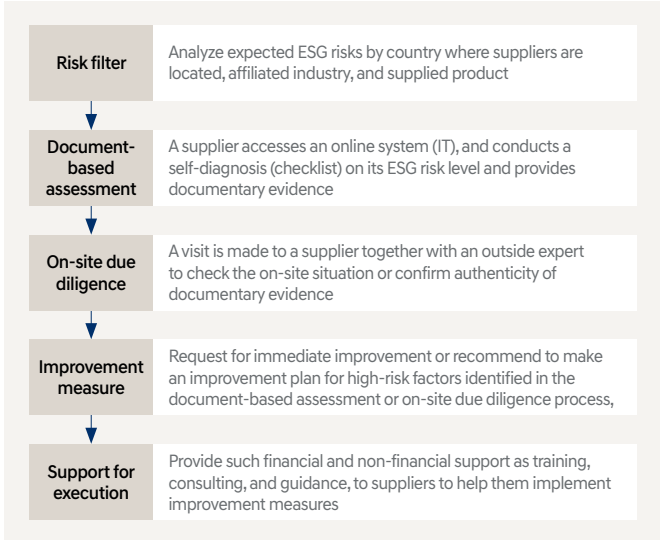 Risk filter
Analyze expected ESG risks by country where suppliers are
located, affiliated industry, and supplied product
Document-
based
assessment
A supplier accesses an online system (IT), and conducts a
self-diagnosis (checklist) on its ESG risk level and provides
documentary evidence
On-site due
diligence
A visit is made to a supplier together with an outside expert
to check the on-site situation or confirm authenticity of
documentary evidence
Improvement
measure
Request for immediate improvement or recommend to make
an improvement plan for high-risk factors identified in the
document-based assessment or on-site due diligence process,
Support for
execution
Provide such financial and non-financial support as training,
consulting, and guidance, to suppliers to help them implement
improvement measures